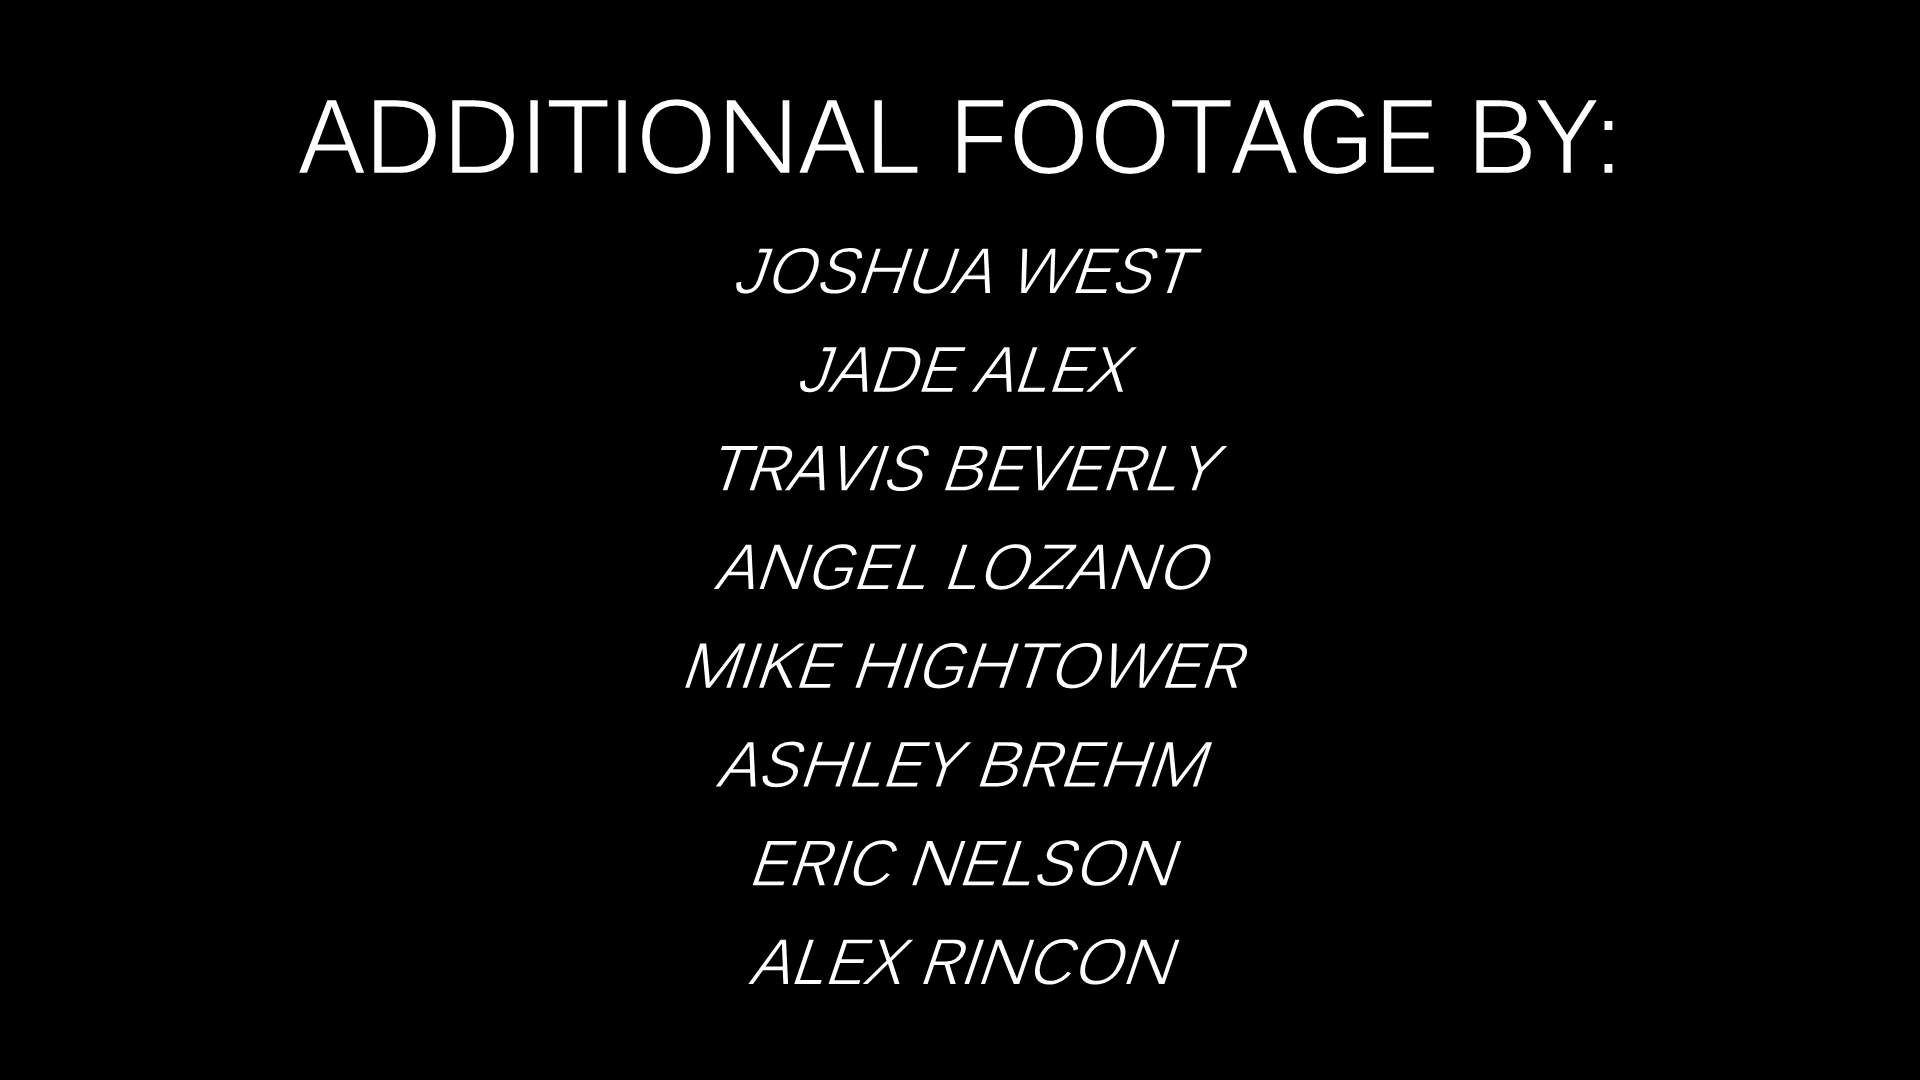 ADDITIONAL FOOTAGE BY:
JOSHUA WEST
JADE ALEX
TRAVIS BEVERLY
ANGEL LOZANO
MIKE HIGHTOWER
ASHLEY BREHM
ERIC NELSON
ALEX RINCON